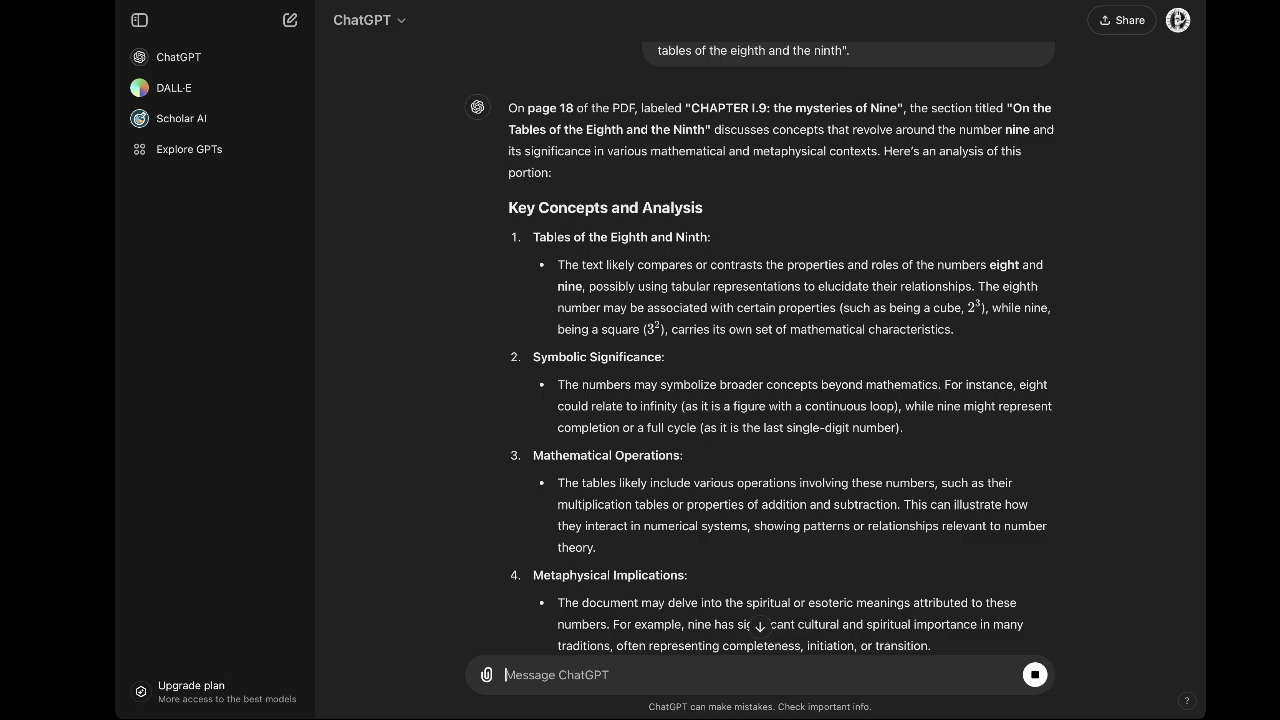 ChatGPT
Share
ChatGPT
DALL·E
Scholar AI
Explore GPTs
tables of the eighth and the ninth".
On page 18 of the PDF, labeled "CHAPTER I.9: the mysteries of Nine", the section titled "On the
Tables of the Eighth and the Ninth" discusses concepts that revolve around the number nine and
its significance in various mathematical and metaphysical contexts. Here's an analysis of this
portion:
Key Concepts and Analysis
1. Tables of the Eighth and Ninth:
• The text likely compares or contrasts the properties and roles of the numbers eight and
nine, possibly using tabular representations to elucidate their relationships. The eighth
number may be associated with certain properties (such as being a cube, 2³), while nine,
being a square (3²), carries its own set of mathematical characteristics.
2. Symbolic Significance:
• The numbers may symbolize broader concepts beyond mathematics. For instance, eight
could relate to infinity (as it is a figure with a continuous loop), while nine might represent
completion or a full cycle (as it is the last single-digit number).
3. Mathematical Operations:
• The tables likely include various operations involving these numbers, such as their
multiplication tables or properties of addition and subtraction. This can illustrate how
they interact in numerical systems, showing patterns or relationships relevant to number
theory.
4. Metaphysical Implications:
• The document may delve into the spiritual or esoteric meanings attributed to these
numbers. For example, nine has cultural and spiritual importance in many
traditions, often representing completeness, initiation, or transition.
Message ChatGPT
Upgrade plan
More access to the best models
ChatGPT can make mistakes. Check important info.
?